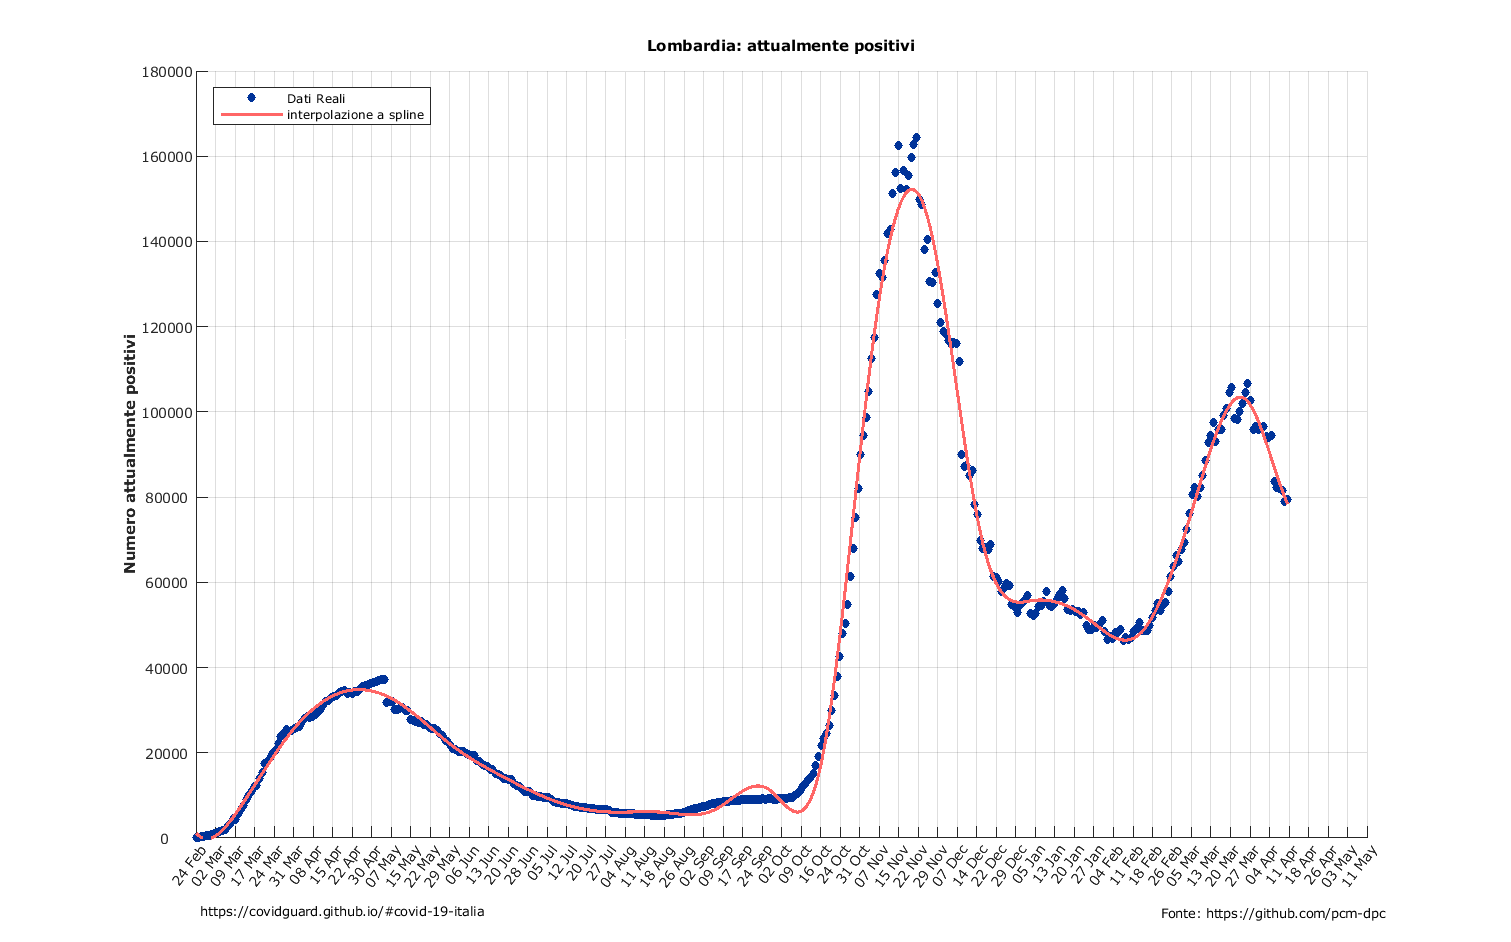 Lombardia: attualmente positivi
Numero attualmente positivi
180000
160000
140000
120000
100000
80000
60000
40000
20000
0
Dati Reali
interpolazione a spline
24 Feb
02 Mar
09 Mar
17 Mar
24 Mar
31 Mar
08 Apr
15 Apr
22 Apr
30 Apr
07 May
15 May
22 May
29 May
06 Jun
13 Jun
20 Jun
28 Jun
05 Jul
12 Jul
20 Jul
27 Jul
04 Aug
11 Aug
18 Aug
26 Aug
02 Sep
09 Sep
17 Sep
24 Sep
02 Oct
09 Oct
16 Oct
24 Oct
31 Oct
07 Nov
15 Nov
22 Nov
29 Nov
07 Dec
14 Dec
22 Dec
29 Dec
05 Jan
13 Jan
20 Jan
27 Jan
04 Feb
11 Feb
18 Feb
26 Feb
05 Mar
13 Mar
20 Mar
27 Mar
04 Apr
11 Apr
18 Apr
26 Apr
03 May
11 May
https://covidguard.github.io/#covid-19-italia
Fonte: https://github.com/pcm-dpc